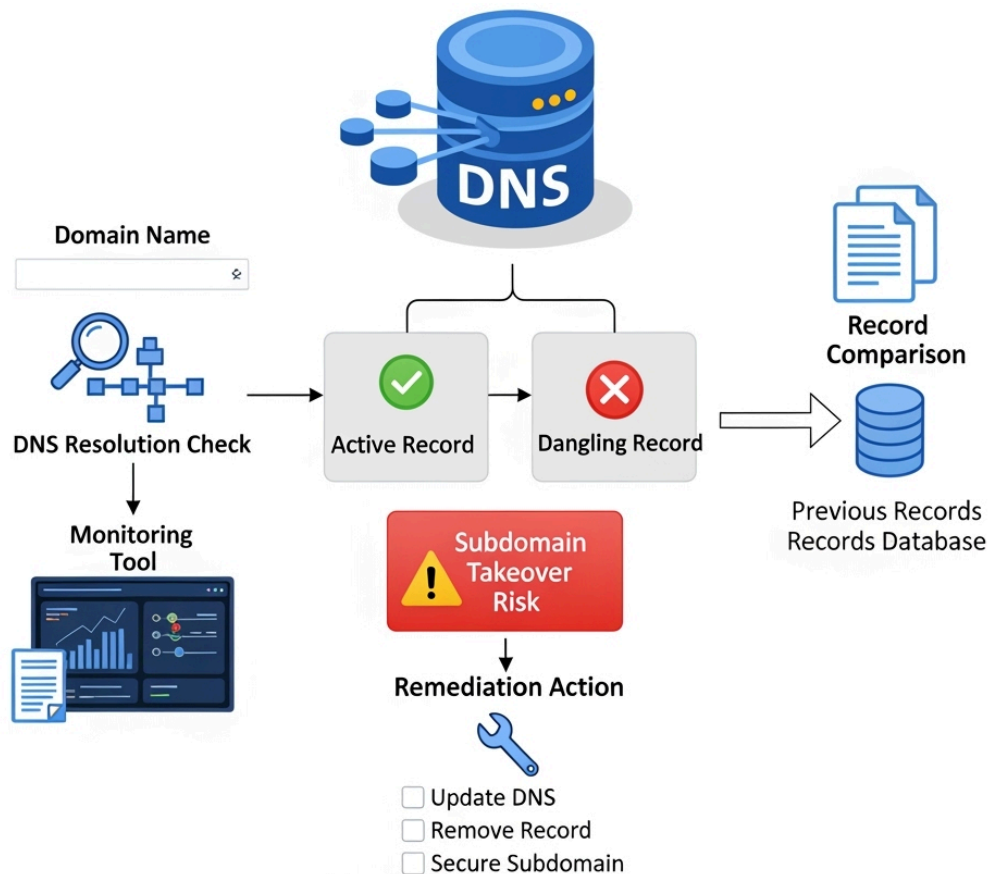 DNS
Domain Name
DNS Resolution Check
Monitoring
Tool
Active Record
Dangling Record
Record
Comparison
Previous Records
Records Database
Subdomain
Takeover
Risk
Remediation Action
Update DNS
Remove Record
Secure Subdomain